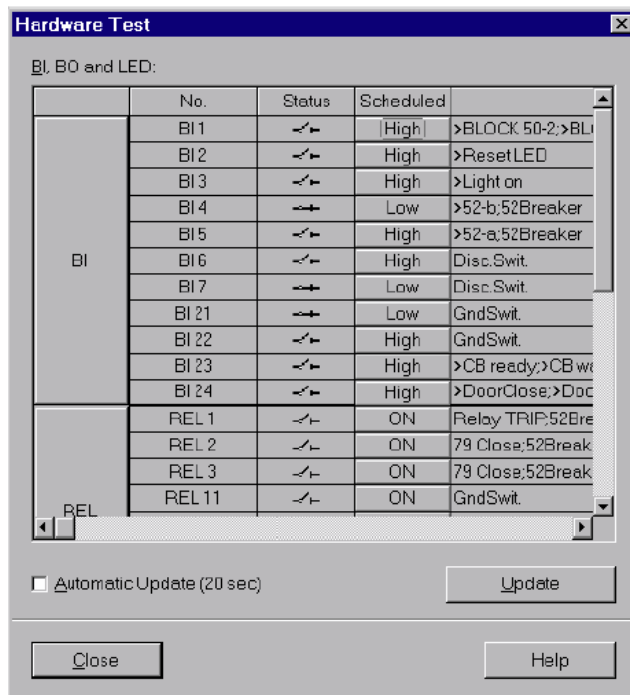 Hardware Test
BI, BO and LED:
No. Status Scheduled
BI 1 High >BLOCK 50-2;>BL
BI 2 High >Reset LED
BI 3 High >Light on
BI 4 Low >52-b;52Breaker
BI 5 High >52-a;52Breaker
BI BI 6 High Disc.Swit.
BI 7 Low Disc.Swit.
BI 21 Low GndSwit.
BI 22 High GndSwit.
BI 23 High >CB ready;>CB w
BI 24 High >DoorClose;>Doc
REL 1 ON Relay TRIP;52Bre
REL 2 ON 79 Close;52Break
REL 3 ON 79 Close;52Break
REL REL 11 ON GndSwit.
Automatic Update (20 sec) Update
Close Help